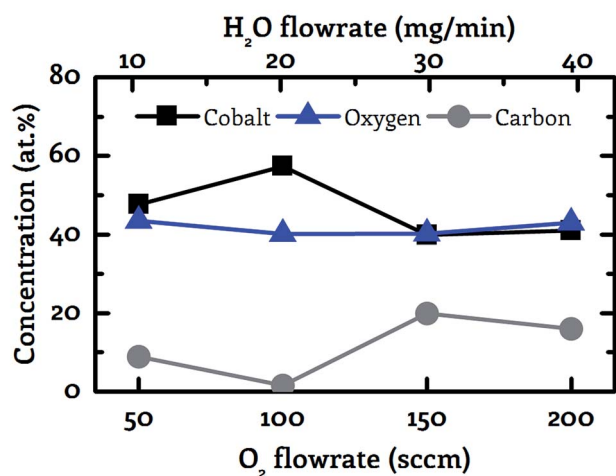 H₂O flowrate (mg/min)
10 20 30 40
80
Cobalt Oxygen Carbon
60
40
20
0
Concentration (at.%)
50 100 150 200
O₂ flowrate (sccm)